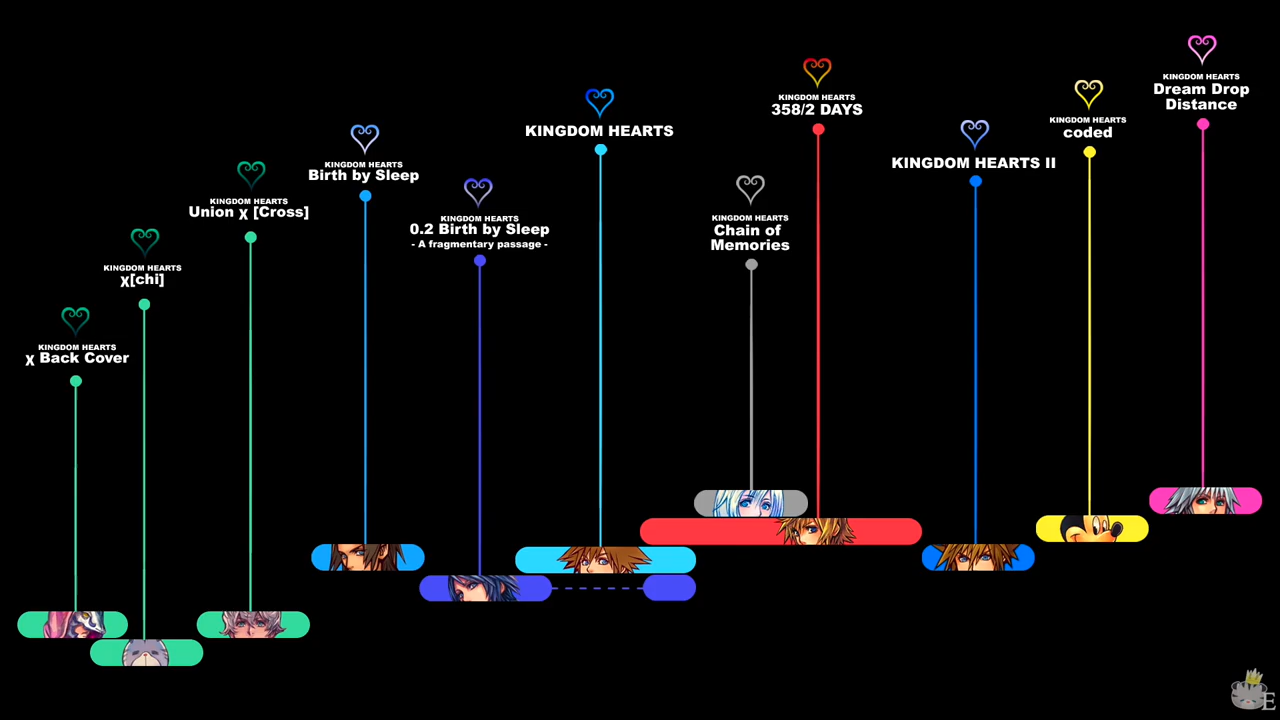 KINGDOM HEARTS
χ Back Cover
KINGDOM HEARTS
χ[chi]
KINGDOM HEARTS
Union χ [Cross]
KINGDOM HEARTS
Birth by Sleep
KINGDOM HEARTS
0.2 Birth by Sleep
- A fragmentary passage -
KINGDOM HEARTS
KINGDOM HEARTS
Chain of
Memories
KINGDOM HEARTS
358/2 DAYS
KINGDOM HEARTS II
KINGDOM HEARTS
coded
KINGDOM HEARTS
Dream Drop
Distance
E